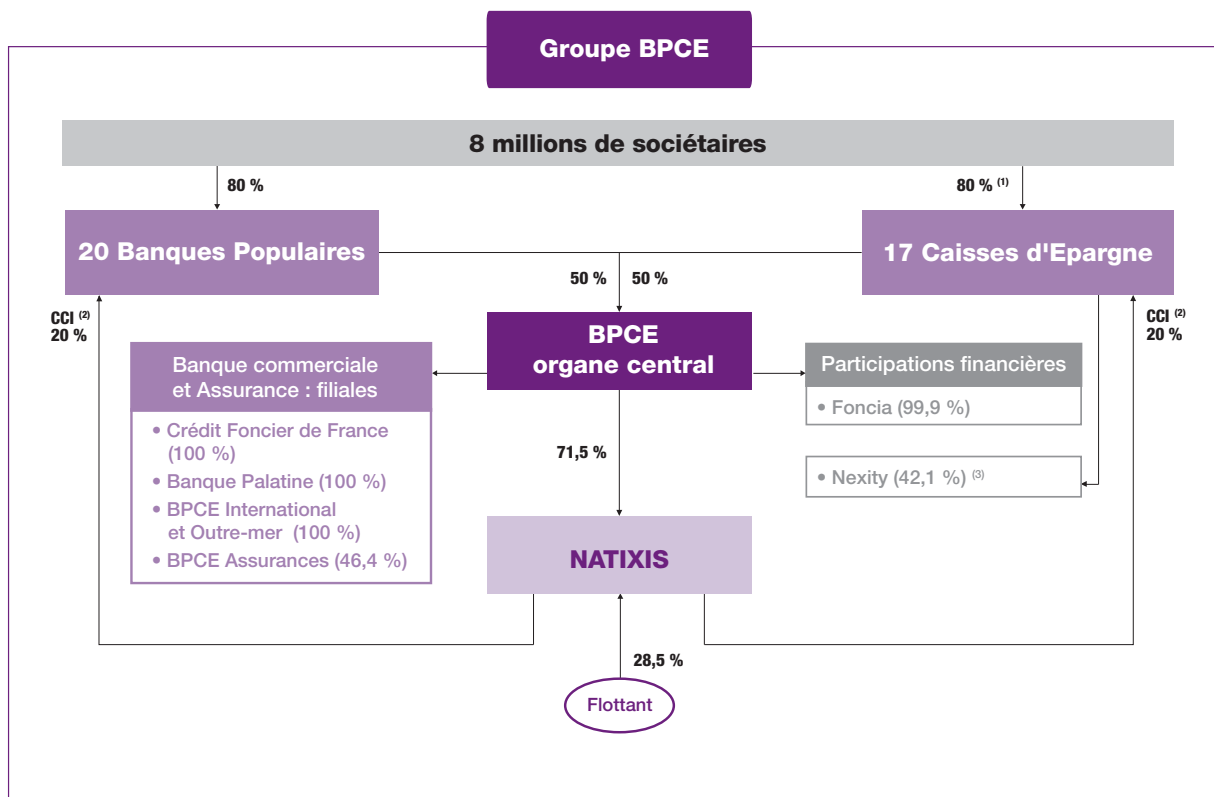 Groupe BPCE
8 millions de sociétaires
80 %
80 % (1)
20 Banques Populaires
17 Caisses d'Epargne
50 %
50 %
CCI (2)
20 %
CCI (2)
20 %
BPCE
organe central
Banque commerciale
et Assurance : filiales
• Crédit Foncier de France
(100 %)
• Banque Palatine (100 %)
• BPCE International
et Outre-mer (100 %)
• BPCE Assurances (46,4 %)
Participations financières
• Foncia (99,9 %)
• Nexity (42,1 %) (3)
71,5 %
NATIXIS
28,5 %
Flottant